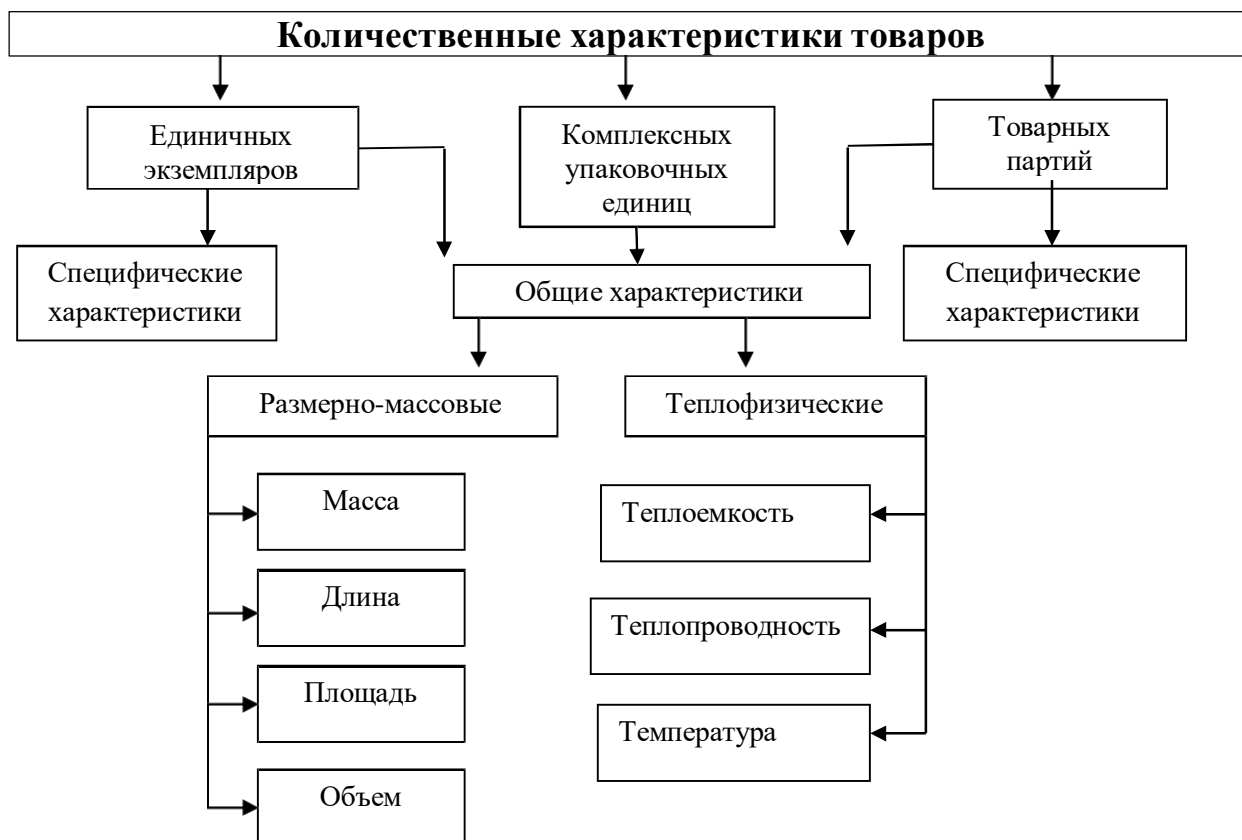 Количественные характеристики товаров
Единичных
экземпляров
Комплексных
упаковочных
единиц
Товарных
партий
Специфические
характеристики
Общие характеристики
Специфические
характеристики
Размерно-массовые
Теплофизические
Масса
Теплоемкость
Длина
Теплопроводность
Площадь
Температура
Объем